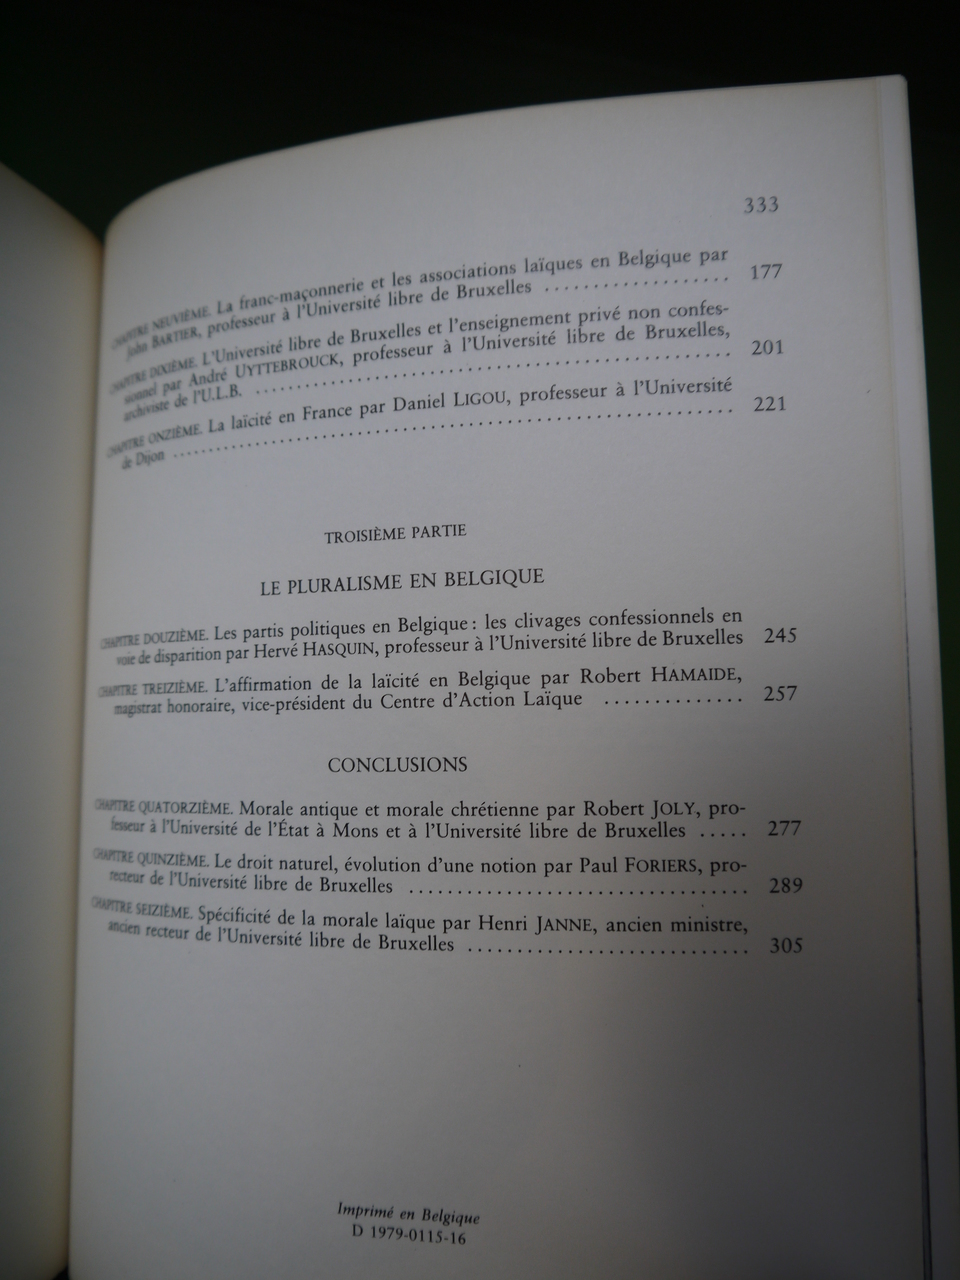 333
CHAPITRE NEUVIÈME. La franc-maçonnerie et les associations laïques en Belgique par
John BARTIER, professeur à l'Université libre de Bruxelles ................... 177
CHAPITRE DIXIÈME. L'Université libre de Bruxelles et l'enseignement privé non confes-
sionnel par André UYTTEBROUCK, professeur à l'Université libre de Bruxelles,
archiviste de l'U.L.B. .................................................. 201
CHAPITRE ONZIÈME. La laïcité en France par Daniel LIGOU, professeur à l'Université
de Dijon .......................................................... 221
TROISIÈME PARTIE
LE PLURALISME EN BELGIQUE
CHAPITRE DOUZIÈME. Les partis politiques en Belgique : les clivages confessionnels en
voie de disparition par Hervé HASQUIN, professeur à l'Université libre de Bruxelles 245
CHAPITRE TREIZIÈME. L'affirmation de la laïcité en Belgique par Robert HAMAIDE,
magistrat honoraire, vice-président du Centre d'Action Laïque .............. 257
CONCLUSIONS
CHAPITRE QUATORZIÈME. Morale antique et morale chrétienne par Robert JOLY, pro-
fesseur à l'Université de l'État à Mons et à l'Université libre de Bruxelles ..... 277
CHAPITRE QUINZIÈME. Le droit naturel, évolution d'une notion par Paul FORIERS, pro-
recteur de l'Université libre de Bruxelles .................................. 289
CHAPITRE SEIZIÈME. Spécificité de la morale laïque par Henri JANNE, ancien ministre,
ancien recteur de l'Université libre de Bruxelles ............................ 305
Imprimé en Belgique
D 1979-0115-16